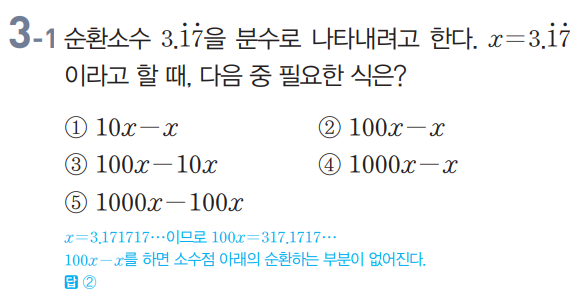 3-1 순환소수 3.1̇7̇을 분수로 나타내려고 한다. x=3.1̇7̇
이라고 할 때, 다음 중 필요한 식은?
① 10x-x ② 100x-x
③ 100x-10x ④ 1000x-x
⑤ 1000x-100x
x=3.171717⋯이므로 100x=317.1717⋯
100x-x를 하면 소수점 아래의 순환하는 부분이 없어진다.
답 ②